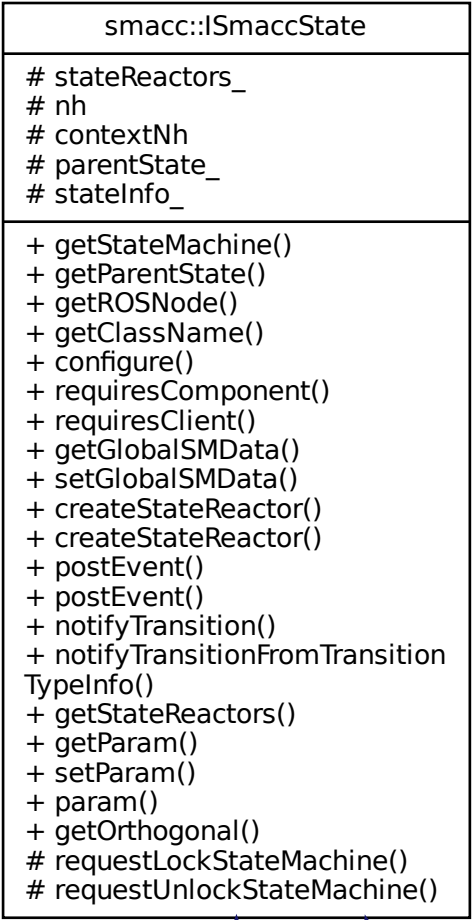 smacc::ISmaccState
# stateReactors_
# nh
# contextNh
# parentState_
# stateInfo_
+ getStateMachine()
+ getParentState()
+ getROSNode()
+ getClassName()
+ configure()
+ requiresComponent()
+ requiresClient()
+ getGlobalSMData()
+ setGlobalSMData()
+ createStateReactor()
+ createStateReactor()
+ postEvent()
+ postEvent()
+ notifyTransition()
+ notifyTransitionFromTransition
TypeInfo()
+ getStateReactors()
+ getParam()
+ setParam()
+ param()
+ getOrthogonal()
# requestLockStateMachine()
# requestUnlockStateMachine()